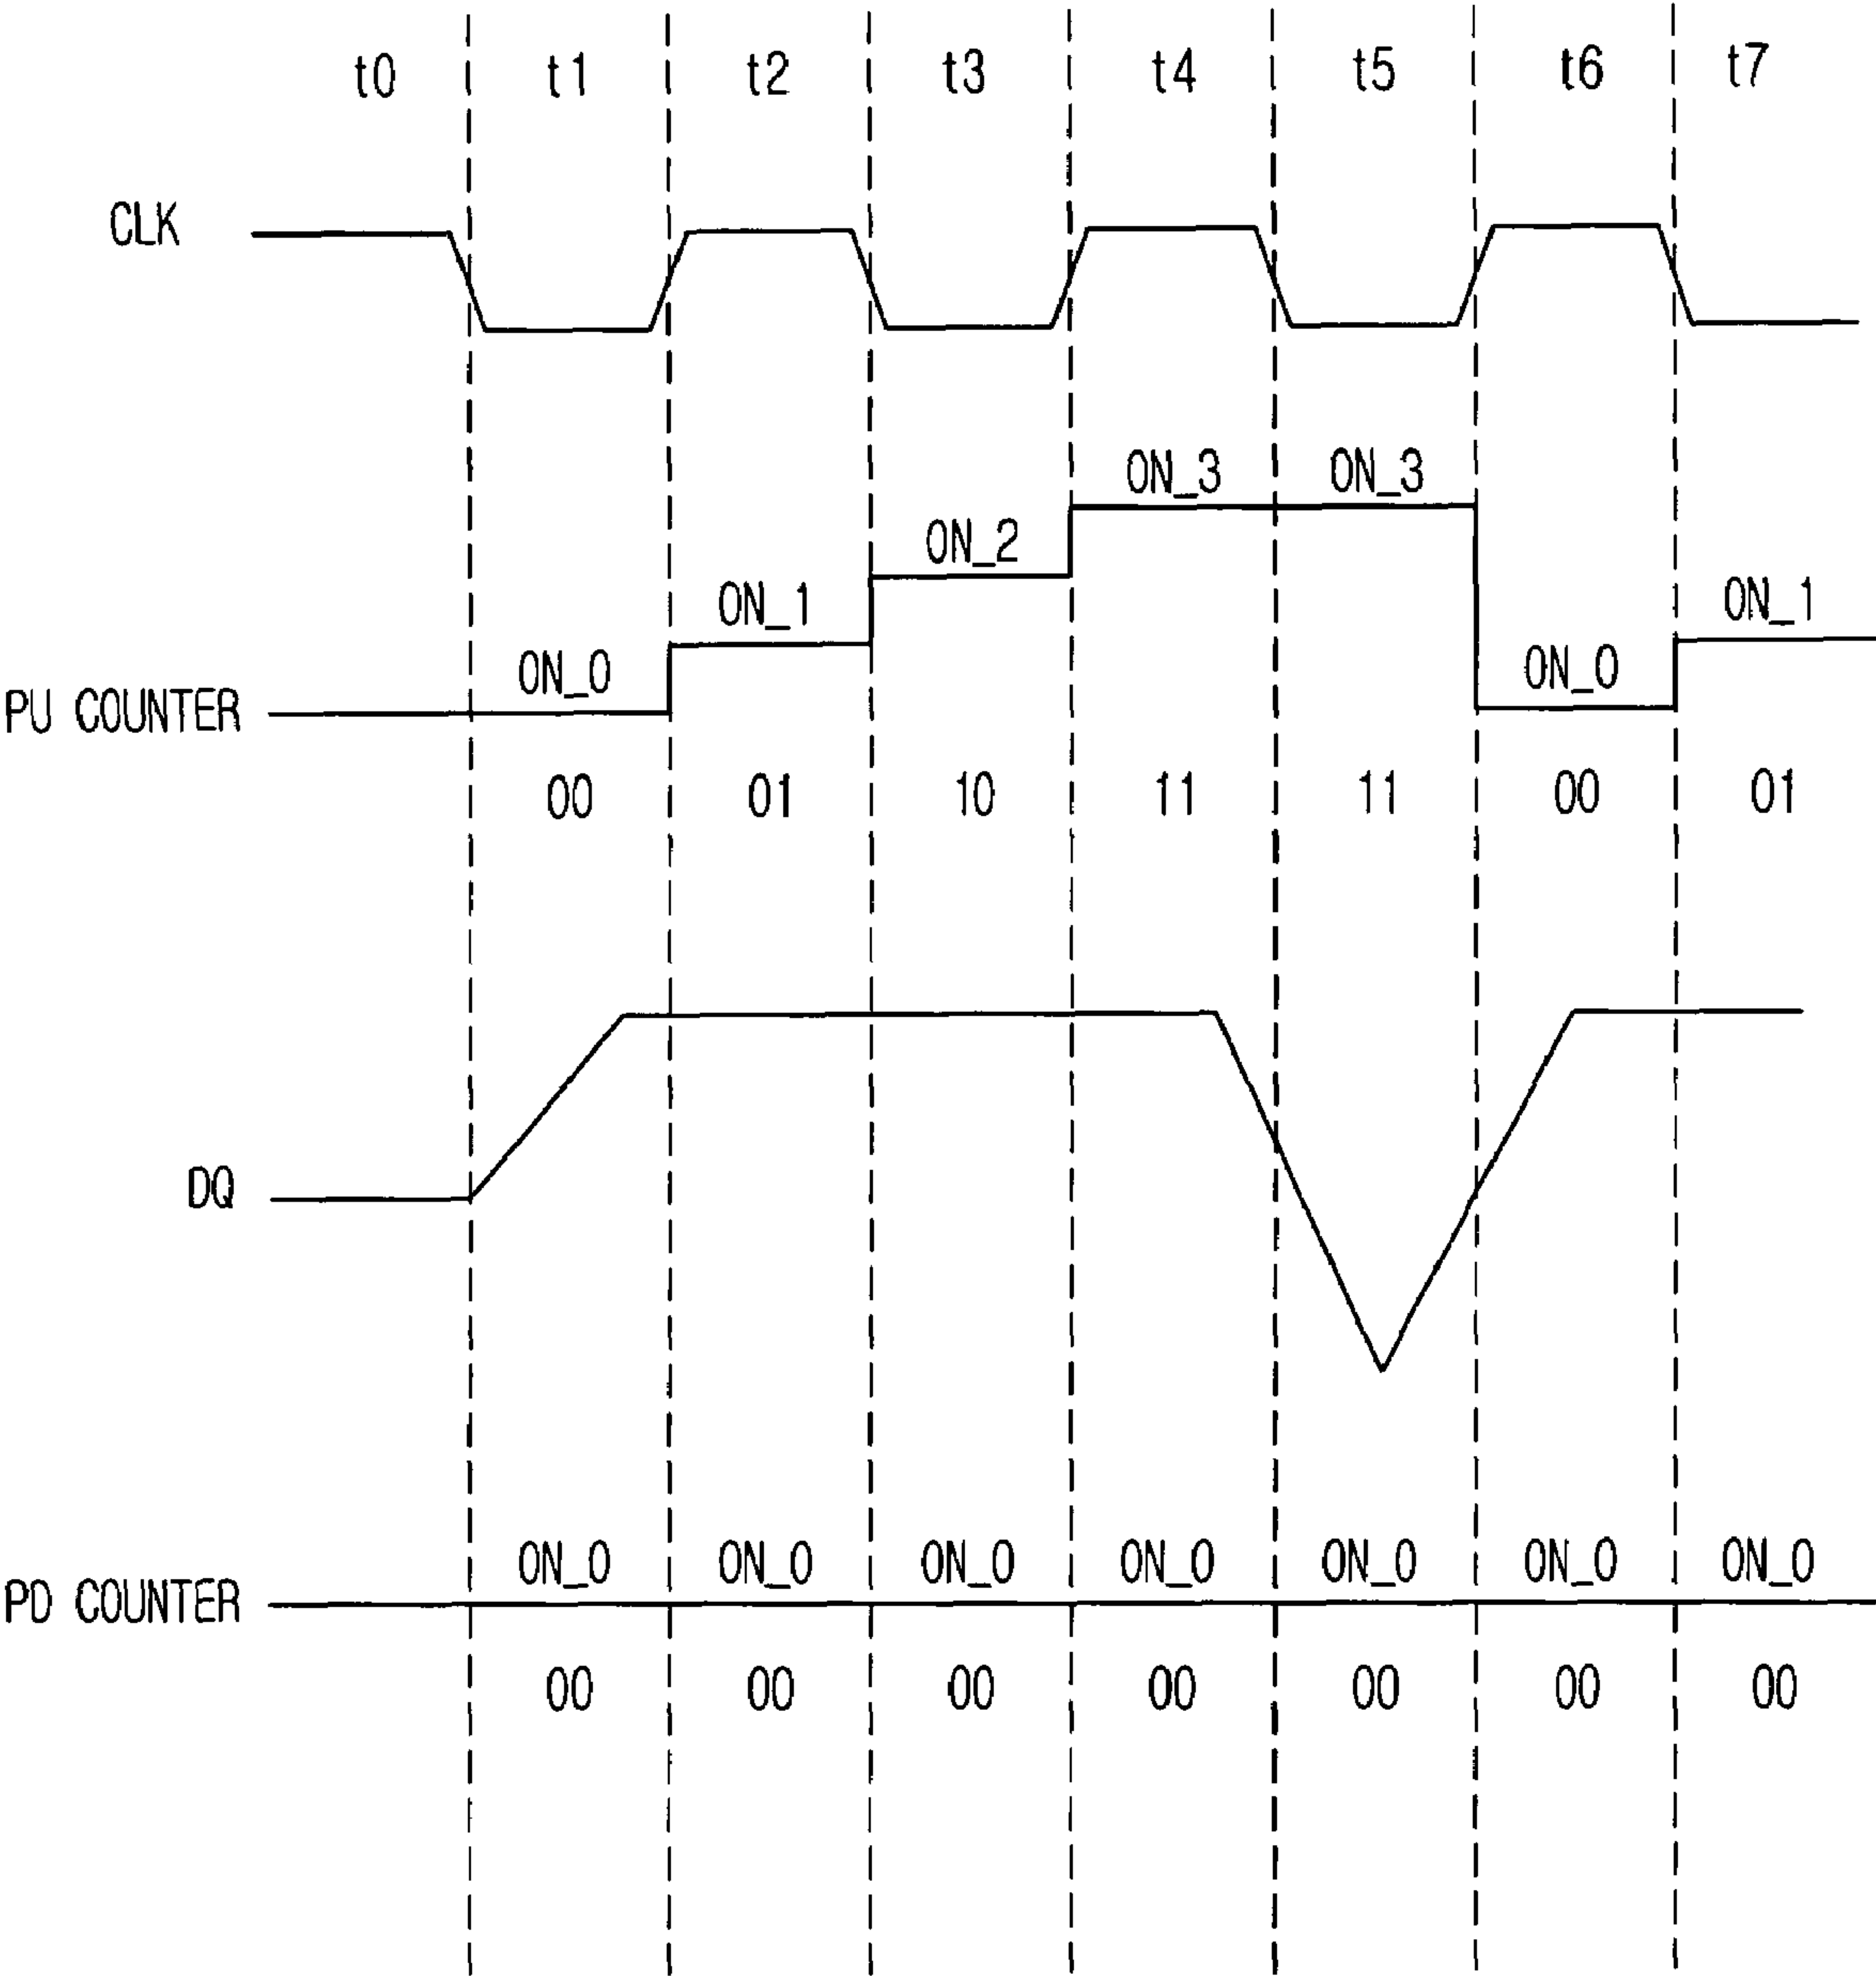 t0 t1 t2 t3 t4 t5 t6 t7
CLK
ON_3 ON_3
ON_2
ON_1 ON_1
ON_0 ON_0
PU COUNTER
00 01 10 11 11 00 01
DQ
ON_0 ON_0 ON_0 ON_0 ON_0 ON_0 ON_0
PD COUNTER
00 00 00 00 00 00 00